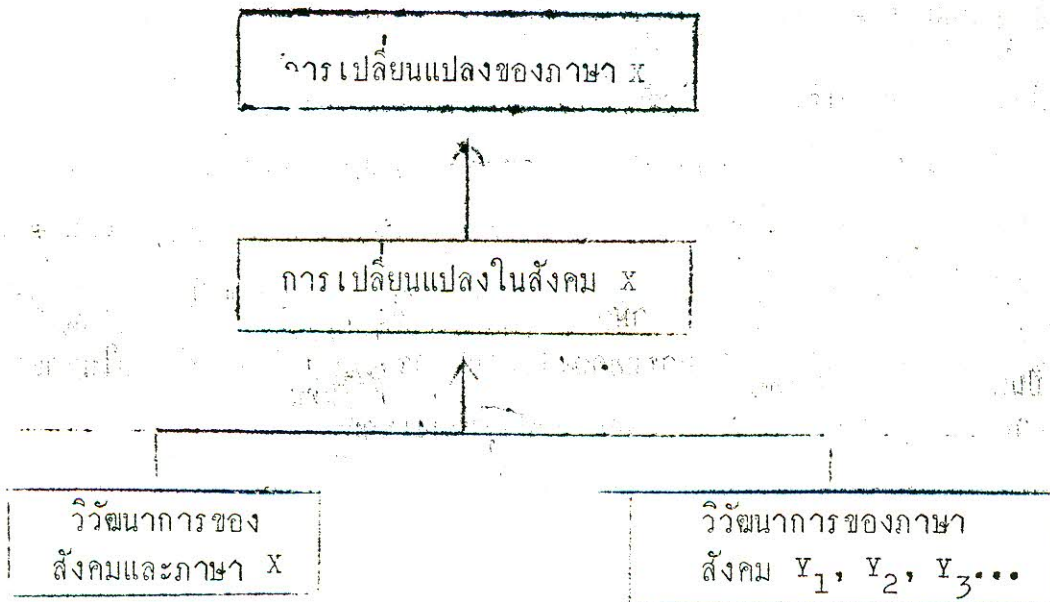 การเปลี่ยนแปลงของภาษา X
การเปลี่ยนแปลงในสังคม X
วิวัฒนาการของ
สังคมและภาษา X
วิวัฒนาการของภาษา
สังคม Y₁, Y₂, Y₃...